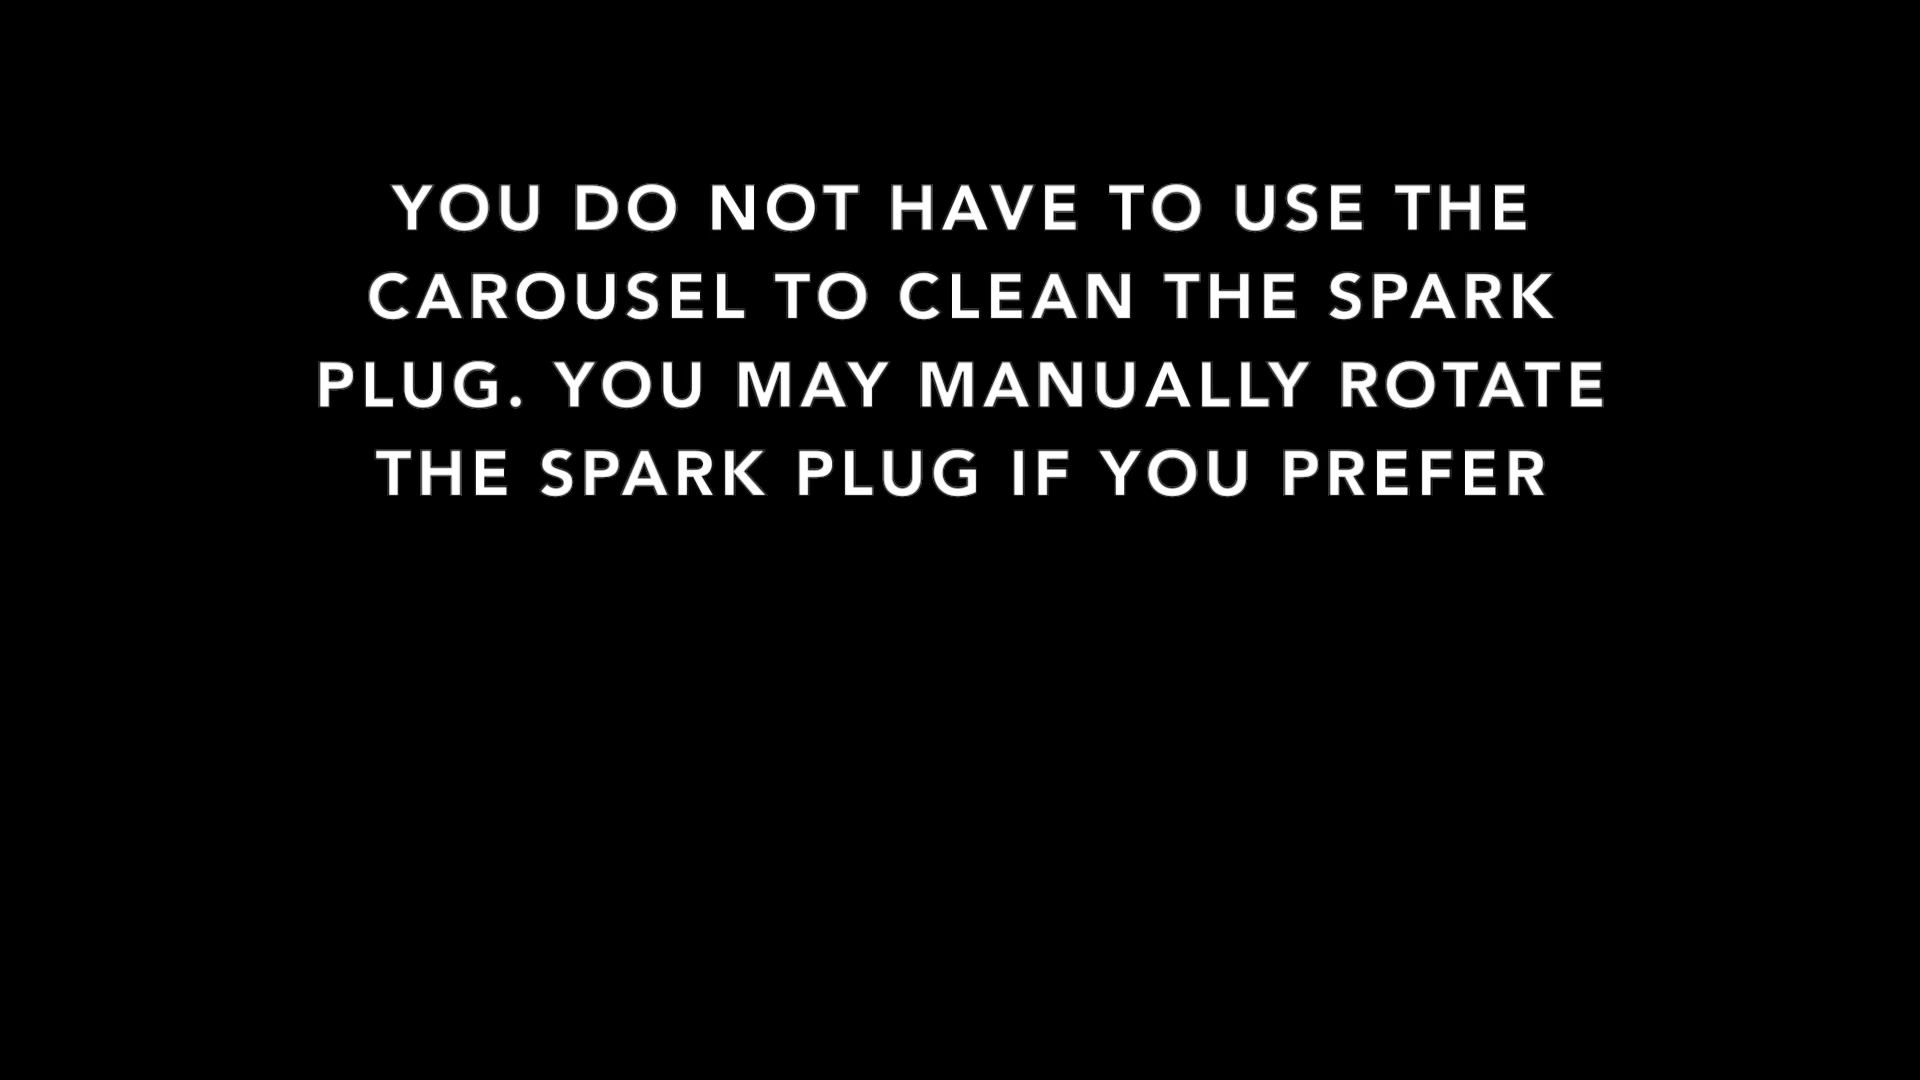 YOU DO NOT HAVE TO USE THE
CAROUSEL TO CLEAN THE SPARK
PLUG. YOU MAY MANUALLY ROTATE
THE SPARK PLUG IF YOU PREFER